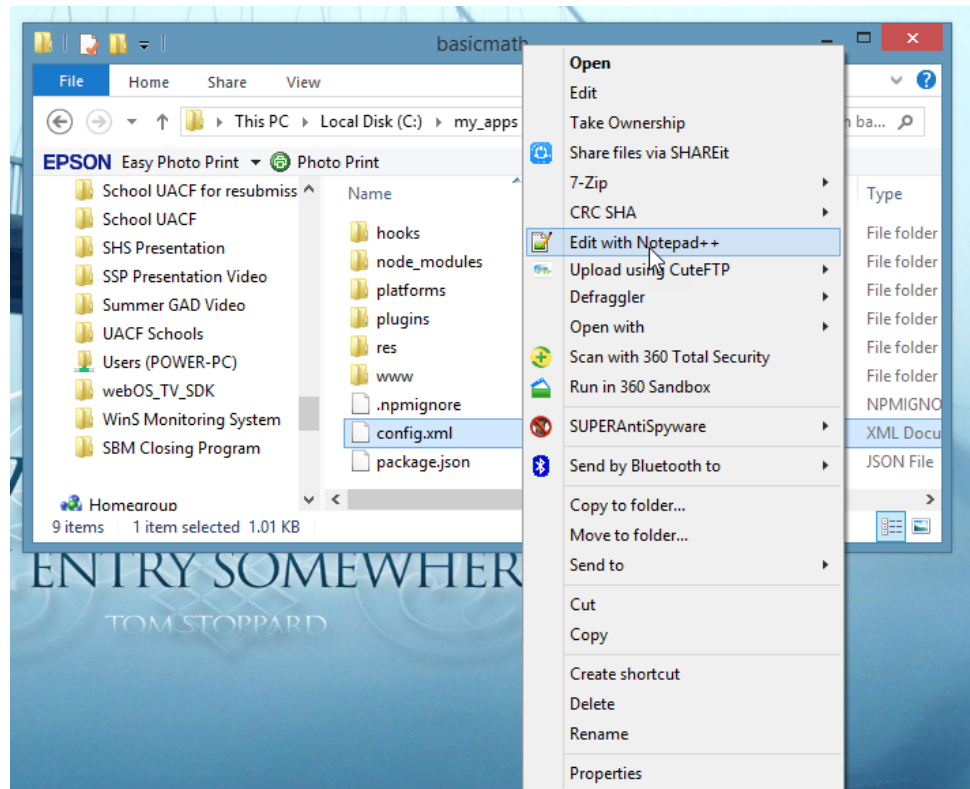 basicmath
File Home Share View
This PC Local Disk (C:) my_apps
ba...
EPSON Easy Photo Print Photo Print
School UACF for resubmiss
School UACF
SHS Presentation
SSP Presentation Video
Summer GAD Video
UACF Schools
Users (POWER-PC)
webOS_TV_SDK
WinS Monitoring System
SBM Closing Program
Homegroup
Name
hooks
node_modules
platforms
plugins
res
www
.npmignore
config.xml
package.json
Type
File folder
File folder
File folder
File folder
File folder
File folder
NPMIGNO
XML Docu
JSON File
9 items 1 item selected 1.01 KB
Open
Edit
Take Ownership
Share files via SHAREit
7-Zip
CRC SHA
Edit with Notepad++
Upload using CuteFTP
Defraggler
Open with
Scan with 360 Total Security
Run in 360 Sandbox
SUPERAntiSpyware
Send by Bluetooth to
Copy to folder...
Move to folder...
Send to
Cut
Copy
Create shortcut
Delete
Rename
Properties
ENTRY SOMEWHER
TOM STOPPARD